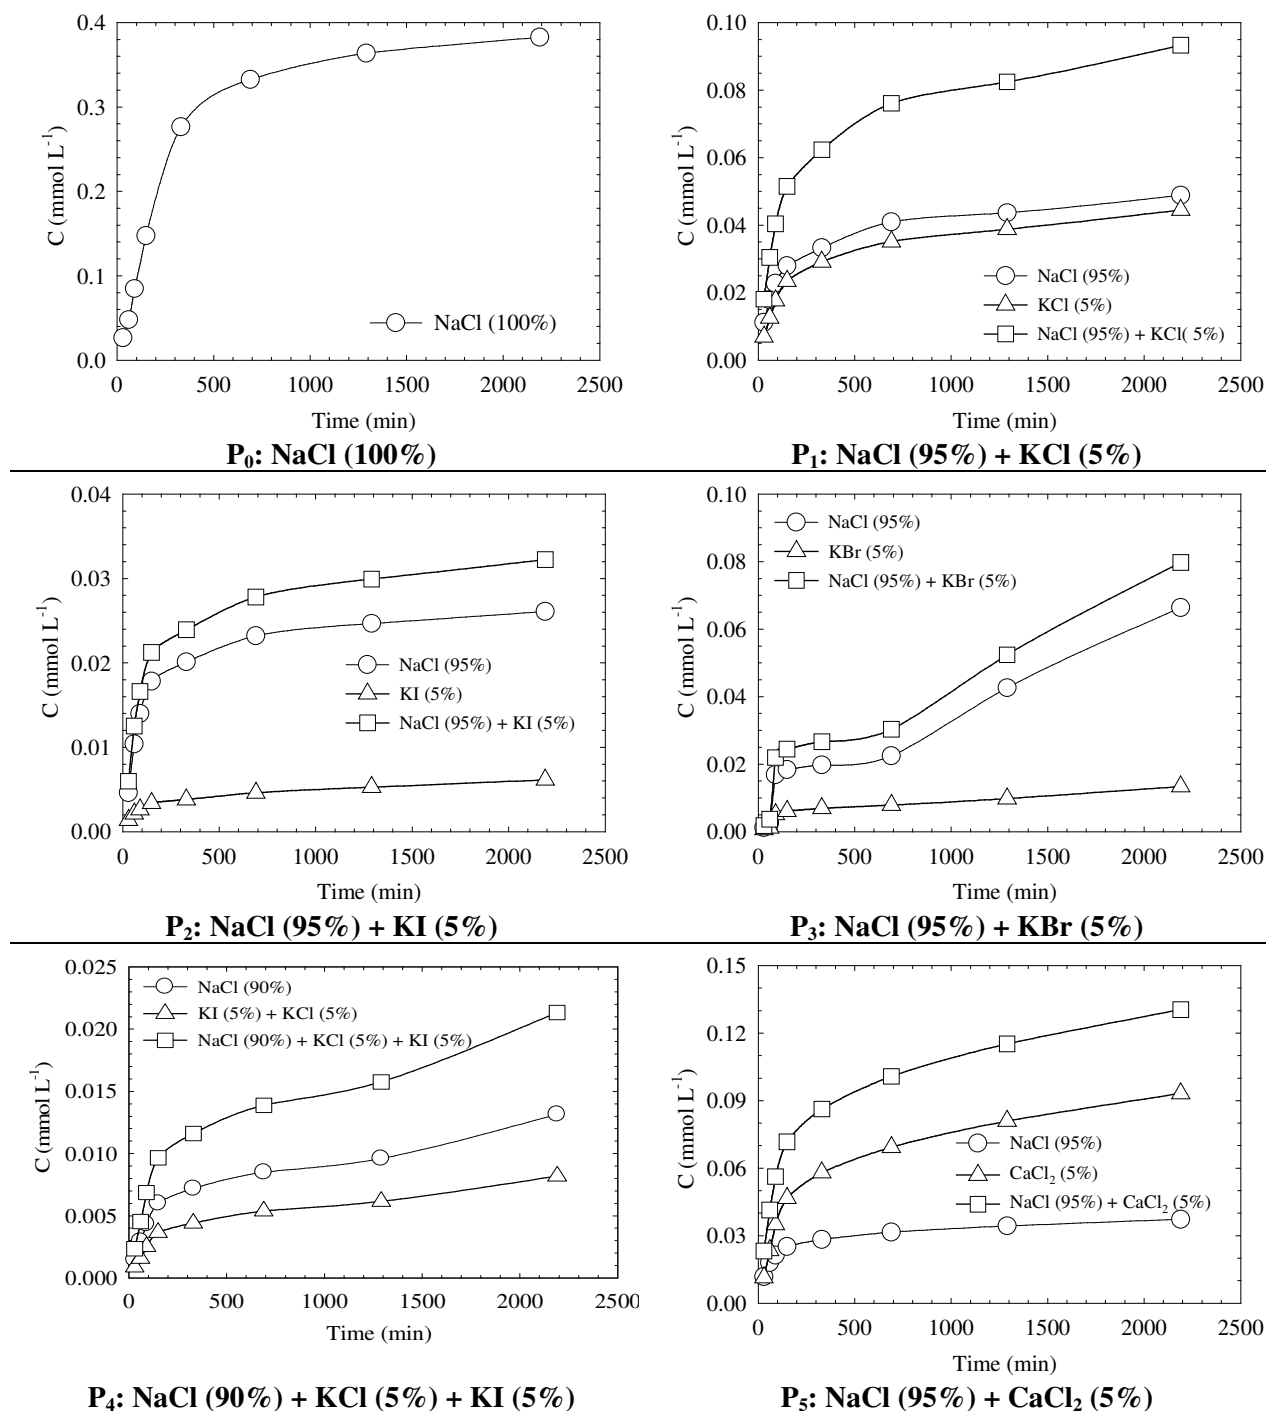 0.4
0.3
0.2
0.1
0.0
C (mmol L⁻¹)
NaCl (100%)
0 500 1000 1500 2000 2500
Time (min)
P₀: NaCl (100%)
0.10
0.08
0.06
0.04
0.02
0.00
C (mmol L⁻¹)
NaCl (95%)
KCl (5%)
NaCl (95%) + KCl( 5%)
0 500 1000 1500 2000 2500
Time (min)
P₁: NaCl (95%) + KCl (5%)
0.04
0.03
0.02
0.01
0.00
C (mmol L⁻¹)
NaCl (95%)
KI (5%)
NaCl (95%) + KI (5%)
0 500 1000 1500 2000 2500
Time (min)
P₂: NaCl (95%) + KI (5%)
0.10
0.08
0.06
0.04
0.02
0.00
C (mmol L⁻¹)
NaCl (95%)
KBr (5%)
NaCl (95%) + KBr (5%)
0 500 1000 1500 2000 2500
Time (min)
P₃: NaCl (95%) + KBr (5%)
0.025
0.020
0.015
0.010
0.005
0.000
C (mmol L⁻¹)
NaCl (90%)
KI (5%) + KCl (5%)
NaCl (90%) + KCl (5%) + KI (5%)
0 500 1000 1500 2000 2500
Time (min)
P₄: NaCl (90%) + KCl (5%) + KI (5%)
0.15
0.12
0.09
0.06
0.03
0.00
C (mmol L⁻¹)
NaCl (95%)
CaCl₂ (5%)
NaCl (95%) + CaCl₂ (5%)
0 500 1000 1500 2000 2500
Time (min)
P₅: NaCl (95%) + CaCl₂ (5%)